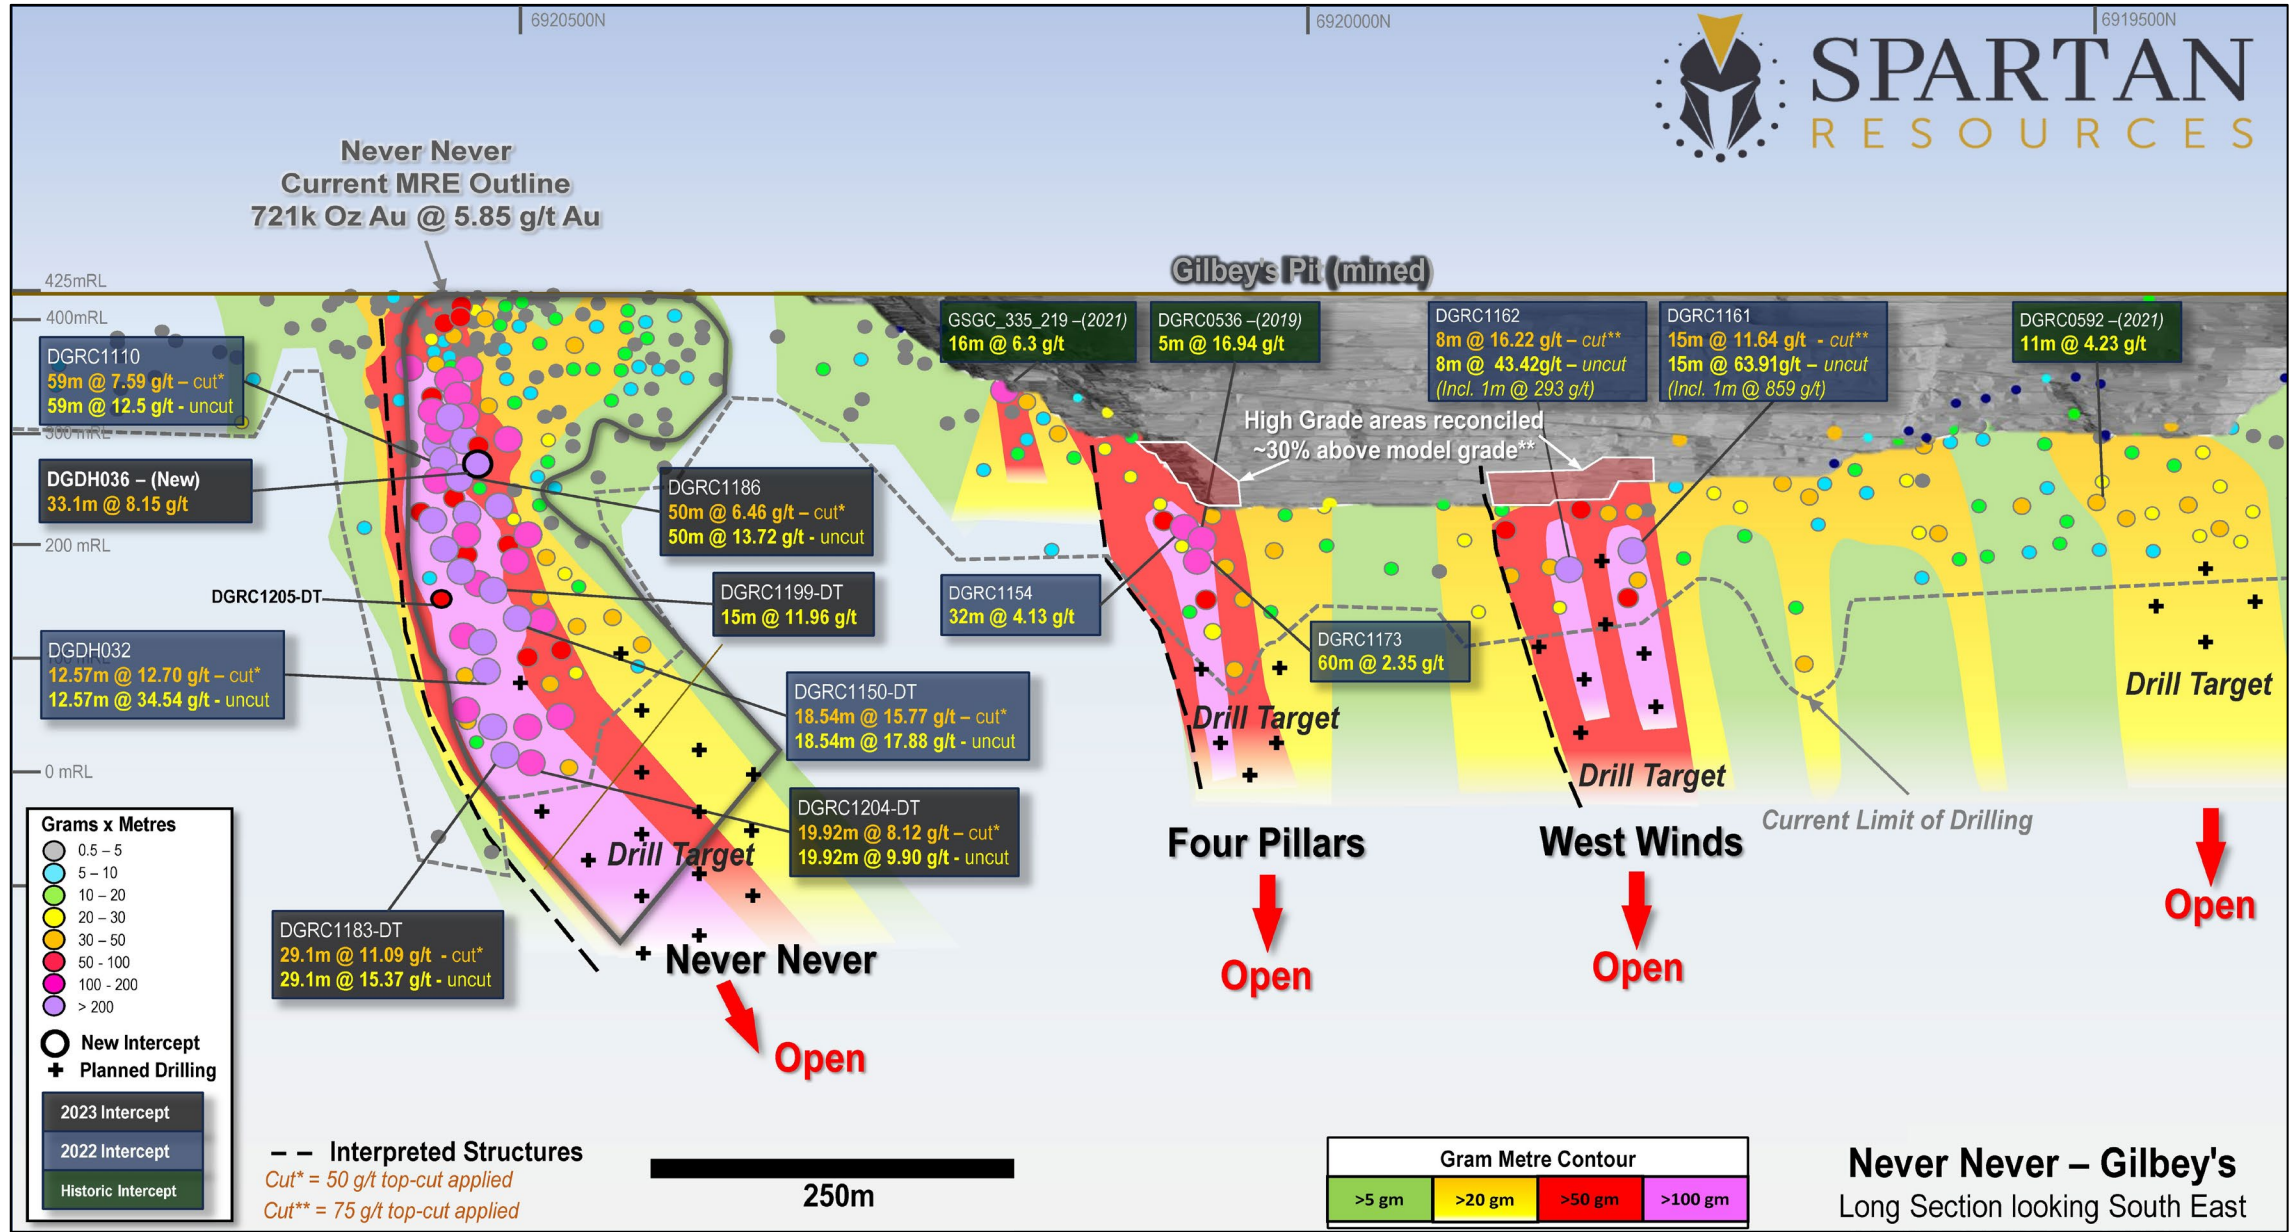 6920500N
6920000N
6919500N
SPARTAN
RESOURCES
Never Never
Current MRE Outline
721k Oz Au @ 5.85 g/t Au
Gilbey's Pit (mined)
425mRL
400mRL
300 mRL
200 mRL
100 mRL
0 mRL
DGRC1110
59m @ 7.59 g/t – cut*
59m @ 12.5 g/t - uncut
DGDH036 – (New)
33.1m @ 8.15 g/t
DGRC1205-DT
DGDH032
12.57m @ 12.70 g/t – cut*
12.57m @ 34.54 g/t - uncut
DGRC1186
50m @ 6.46 g/t – cut*
50m @ 13.72 g/t - uncut
DGRC1199-DT
15m @ 11.96 g/t
DGRC1150-DT
18.54m @ 15.77 g/t – cut*
18.54m @ 17.88 g/t - uncut
DGRC1204-DT
19.92m @ 8.12 g/t – cut*
19.92m @ 9.90 g/t - uncut
DGRC1183-DT
29.1m @ 11.09 g/t - cut*
29.1m @ 15.37 g/t - uncut
Drill Target
Never Never
Open
GSGC_335_219 –(2021)
16m @ 6.3 g/t
DGRC0536 –(2019)
5m @ 16.94 g/t
DGRC1162
8m @ 16.22 g/t – cut**
8m @ 43.42g/t – uncut
(Incl. 1m @ 293 g/t)
DGRC1161
15m @ 11.64 g/t - cut**
15m @ 63.91g/t – uncut
(Incl. 1m @ 859 g/t)
DGRC0592 –(2021)
11m @ 4.23 g/t
High Grade areas reconciled
~30% above model grade**
DGRC1154
32m @ 4.13 g/t
DGRC1173
60m @ 2.35 g/t
Drill Target
Four Pillars
Open
Drill Target
West Winds
Open
Current Limit of Drilling
Drill Target
Open
Grams x Metres
0.5 – 5
5 – 10
10 – 20
20 – 30
30 – 50
50 - 100
100 - 200
> 200
New Intercept
Planned Drilling
2023 Intercept
2022 Intercept
Historic Intercept
Interpreted Structures
Cut* = 50 g/t top-cut applied
Cut** = 75 g/t top-cut applied
250m
Gram Metre Contour
>5 gm
>20 gm
>50 gm
>100 gm
Never Never – Gilbey's
Long Section looking South East